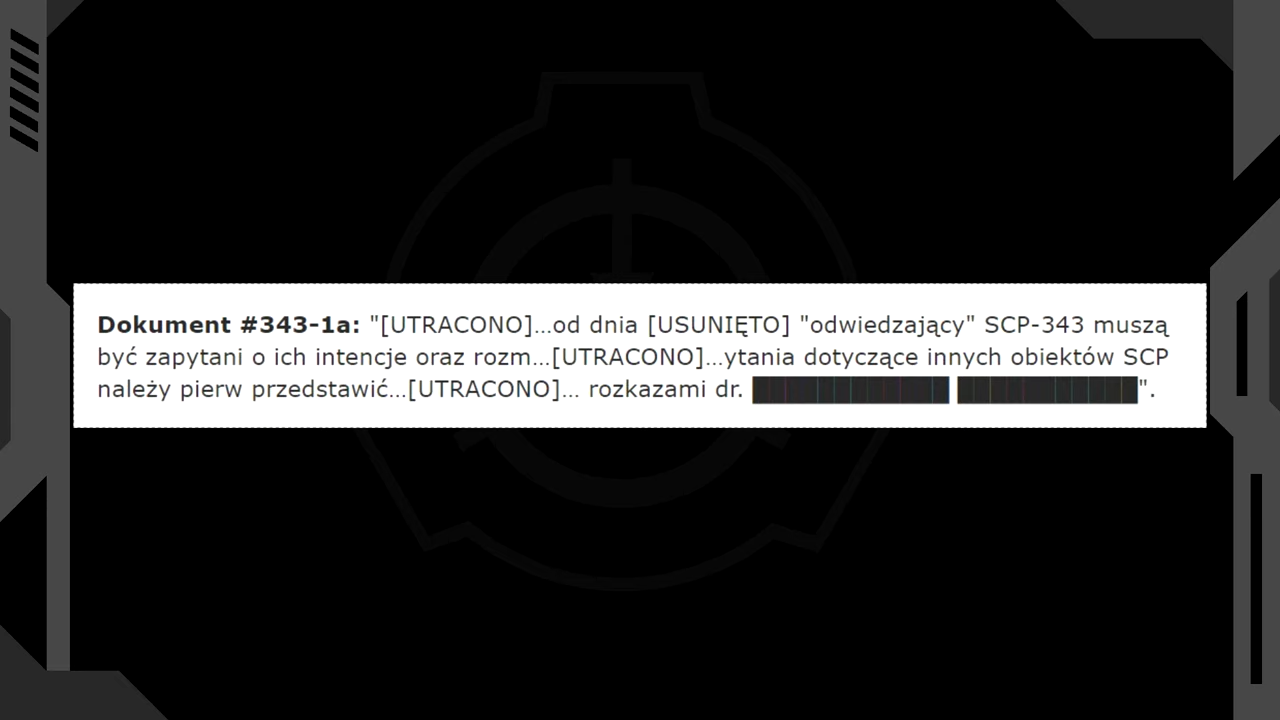 Dokument #343-1a: "[UTRACONO]...od dnia [USUNIĘTO] "odwiedzający" SCP-343 muszą
być zapytani o ich intencje oraz rozm...[UTRACONO]...ytania dotyczące innych obiektów SCP
należy pierw przedstawić...[UTRACONO]... rozkazami dr. ████████████ ███████████".